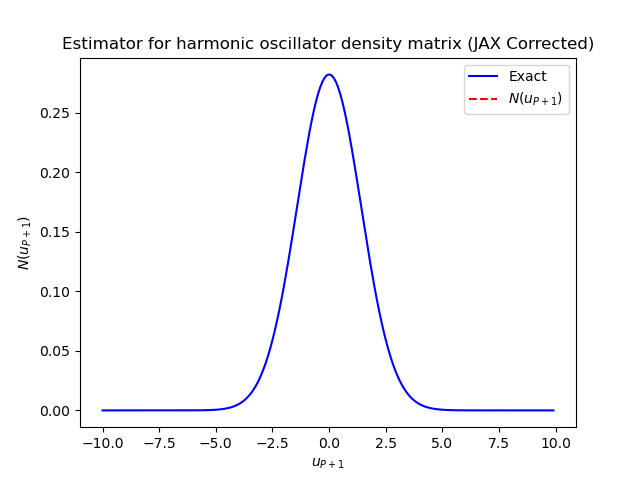 Estimator for harmonic oscillator density matrix (JAX Corrected)
Exact
N(u_{P+1})
0.25
0.20
0.15
0.10
0.05
0.00
N(u_{P+1})
−10.0 −7.5 −5.0 −2.5 0.0 2.5 5.0 7.5 10.0
u_{P+1}